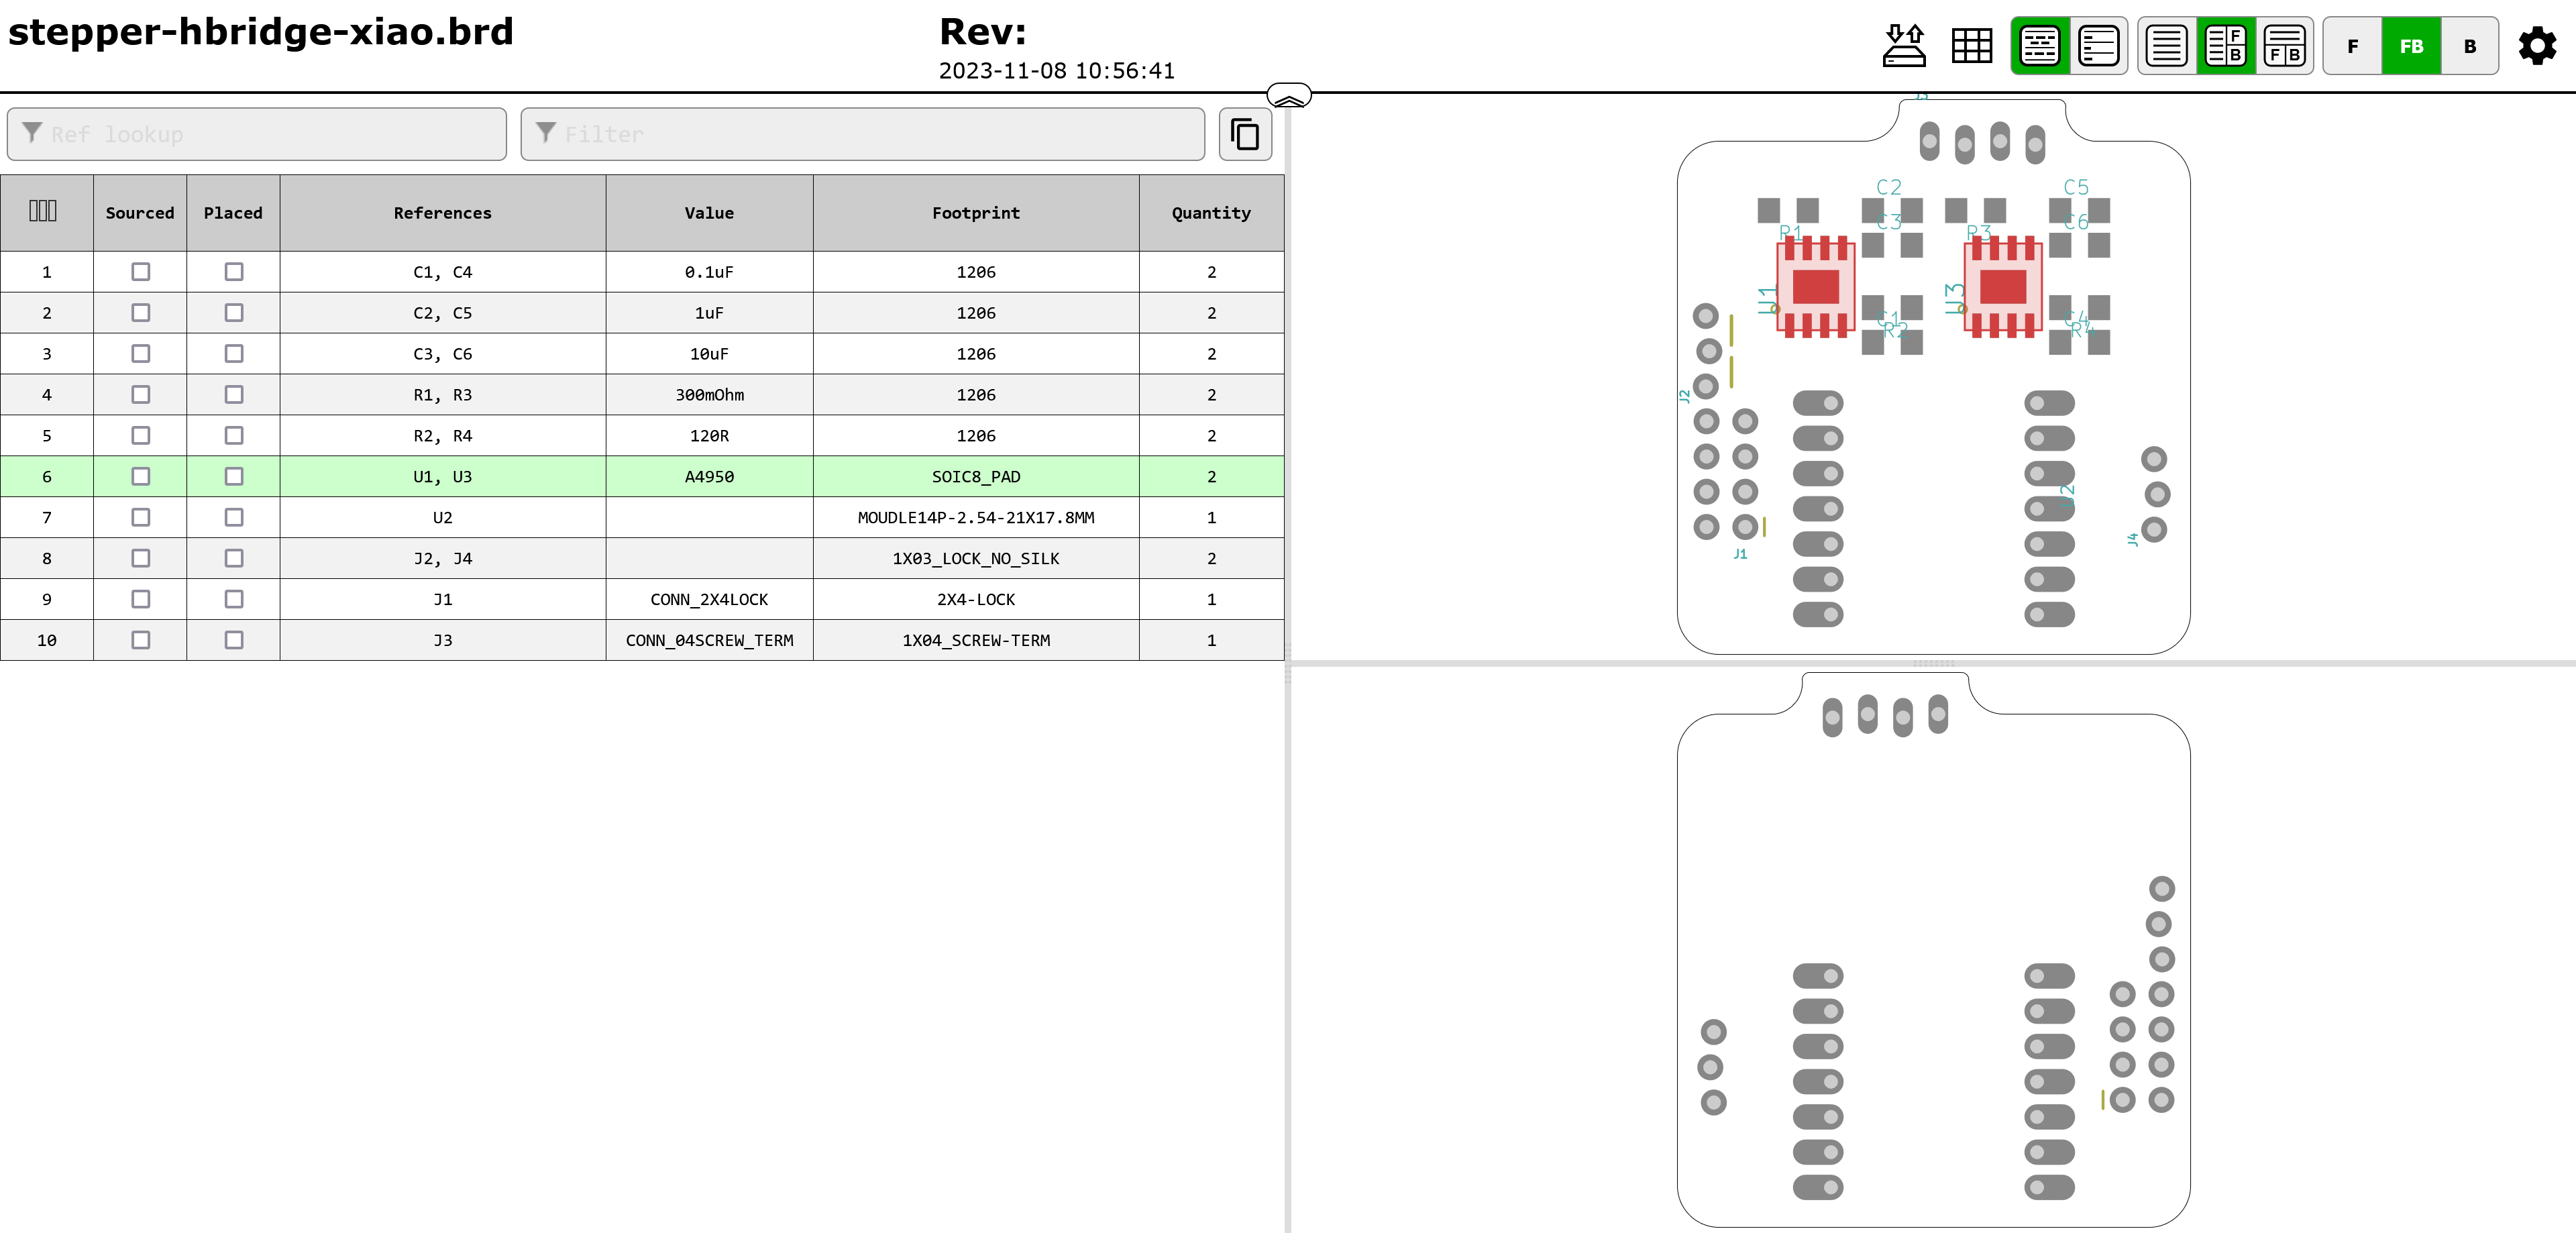 stepper-hbridge-xiao.brd
Rev:
2023-11-08 10:56:41
F
B
F B
F FB B
Ref lookup
Filter
Sourced Placed References Value Footprint Quantity
1 C1, C4 0.1uF 1206 2
2 C2, C5 1uF 1206 2
3 C3, C6 10uF 1206 2
4 R1, R3 300mOhm 1206 2
5 R2, R4 120R 1206 2
6 U1, U3 A4950 SOIC8_PAD 2
7 U2 MOUDLE14P-2.54-21X17.8MM 1
8 J2, J4 1X03_LOCK_NO_SILK 2
9 J1 CONN_2X4LOCK 2X4-LOCK 1
10 J3 CONN_04SCREW_TERM 1X04_SCREW-TERM 1
C2 C5
C3 C6
R1 R3
U1 U3
C1 C4
R2 R4
J2
U2
J4
J1